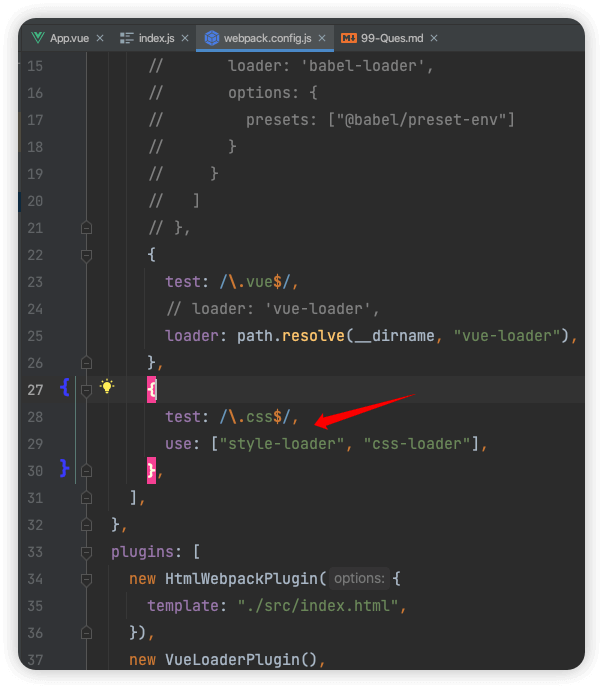 App.vue × index.js × webpack.config.js × 99-Ques.md ×
15 // loader: 'babel-loader',
16 // options: {
17 // presets: ["@babel/preset-env"]
18 // }
19 // }
20 // ]
21 // },
22 {
23 test: /\.vue$/,
24 // loader: 'vue-loader',
25 loader: path.resolve(__dirname, "vue-loader"),
26 },
{ 27 {
28 test: /\.css$/,
29 use: ["style-loader", "css-loader"],
} 30 },
31 ],
32 },
33 plugins: [
34 new HtmlWebpackPlugin( options: {
35 template: "./src/index.html",
36 }),
37 new VueLoaderPlugin(),